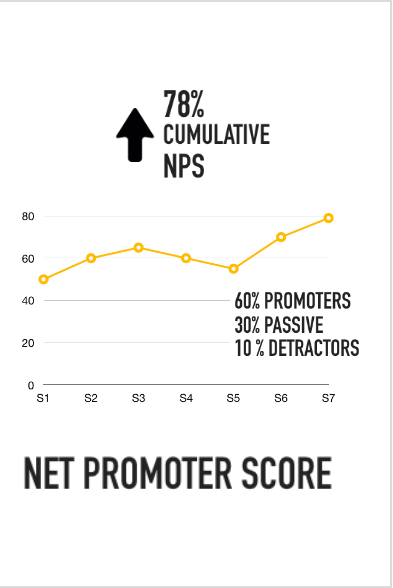 78%
CUMULATIVE
NPS
80
60
40
20
0
60% PROMOTERS
30% PASSIVE
10 % DETRACTORS
S1 S2 S3 S4 S5 S6 S7
NET PROMOTER SCORE